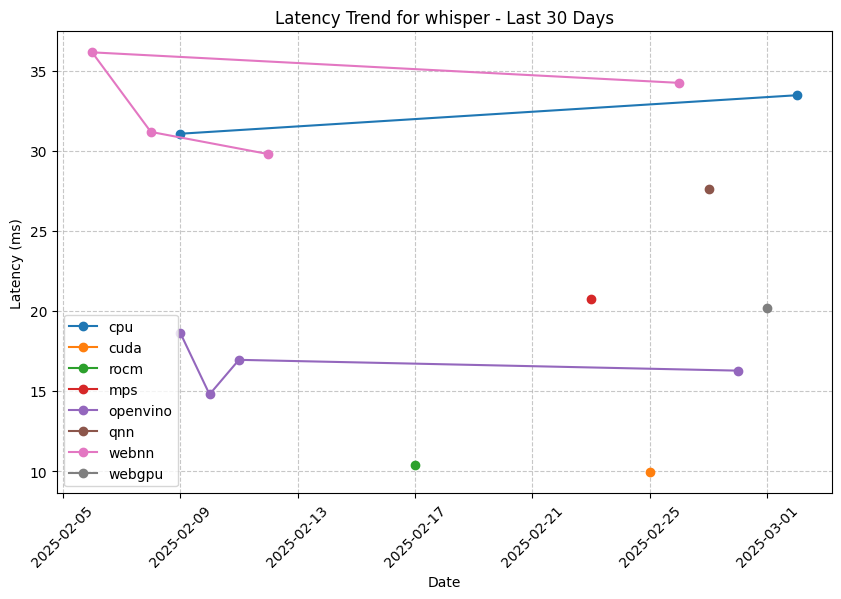 Latency Trend for whisper - Last 30 Days
Latency (ms)
35
30
25
20
15
10
cpu
cuda
rocm
mps
openvino
qnn
webnn
webgpu
2025-02-05
2025-02-09
2025-02-13
2025-02-17
2025-02-21
2025-02-25
2025-03-01
Date